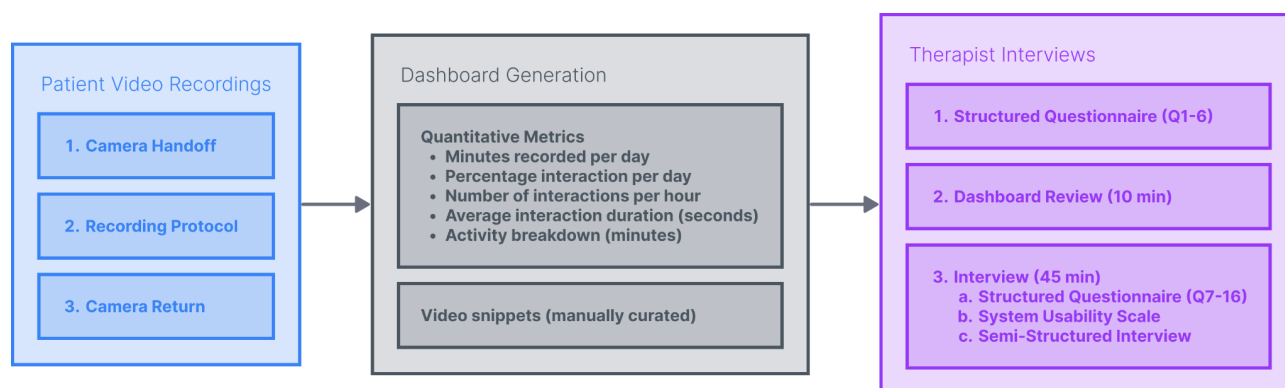 Patient Video Recordings
1. Camera Handoff
2. Recording Protocol
3. Camera Return
Dashboard Generation
Quantitative Metrics
• Minutes recorded per day
• Percentage interaction per day
• Number of interactions per hour
• Average interaction duration (seconds)
• Activity breakdown (minutes)
Video snippets (manually curated)
Therapist Interviews
1. Structured Questionnaire (Q1-6)
2. Dashboard Review (10 min)
3. Interview (45 min)
a. Structured Questionnaire (Q7-16)
b. System Usability Scale
c. Semi-Structured Interview